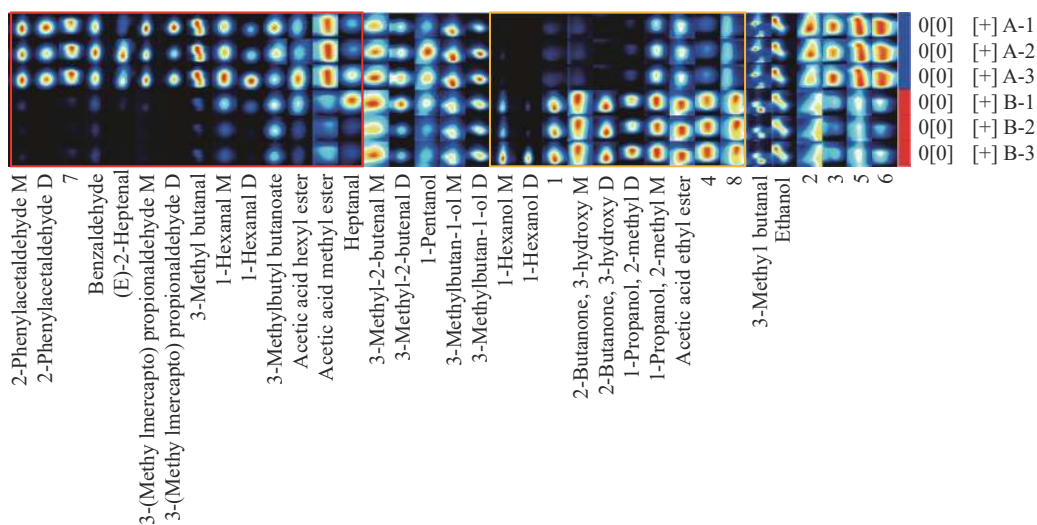 0[0] [+] A-1
0[0] [+] A-2
0[0] [+] A-3
0[0] [+] B-1
0[0] [+] B-2
0[0] [+] B-3
2-Phenylacetaldehyde M
2-Phenylacetaldehyde D
7
Benzaldehyde
(E)-2-Heptenal
3-(Methy lmercapto) propionaldehyde M
3-(Methy lmercapto) propionaldehyde D
3-Methyl butanal
1-Hexanal M
1-Hexanal D
3-Methylbutyl butanoate
Acetic acid hexyl ester
Acetic acid methyl ester
Heptanal
3-Methyl-2-butenal M
3-Methyl-2-butenal D
1-Pentanol
3-Methylbutan-1-ol M
3-Methylbutan-1-ol D
1-Hexanol M
1-Hexanol D
1
2-Butanone, 3-hydroxy M
2-Butanone, 3-hydroxy D
1-Propanol, 2-methyl D
1-Propanol, 2-methyl M
Acetic acid ethyl ester
4
8
3-Methy1 butanal
Ethanol
2
3
5
6